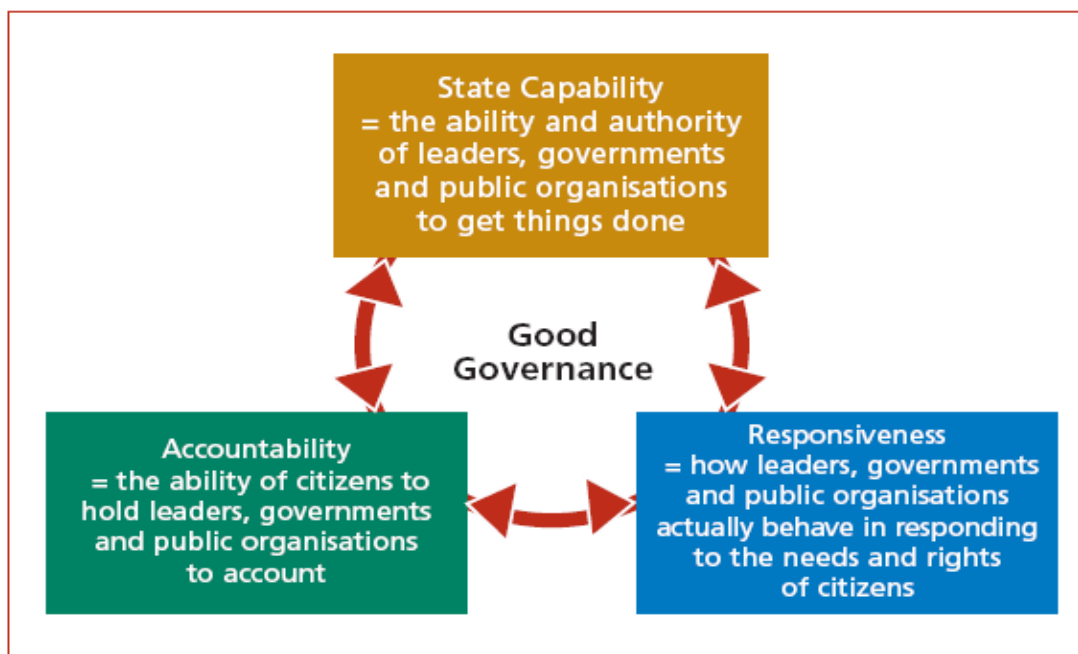 State Capability
= the ability and authority
of leaders, governments
and public organisations
to get things done
Good
Governance
Accountability
= the ability of citizens to
hold leaders, governments
and public organisations
to account
Responsiveness
= how leaders, governments
and public organisations
actually behave in responding
to the needs and rights
of citizens